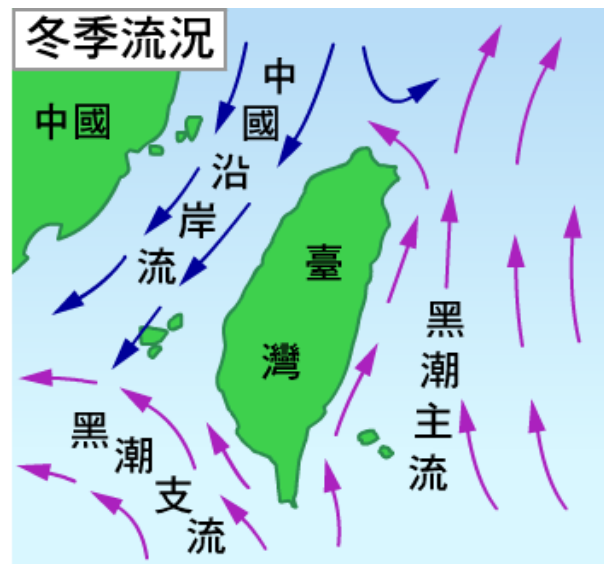 冬季流況
中國
中國沿岸流
臺灣
黑潮主流
黑潮支流